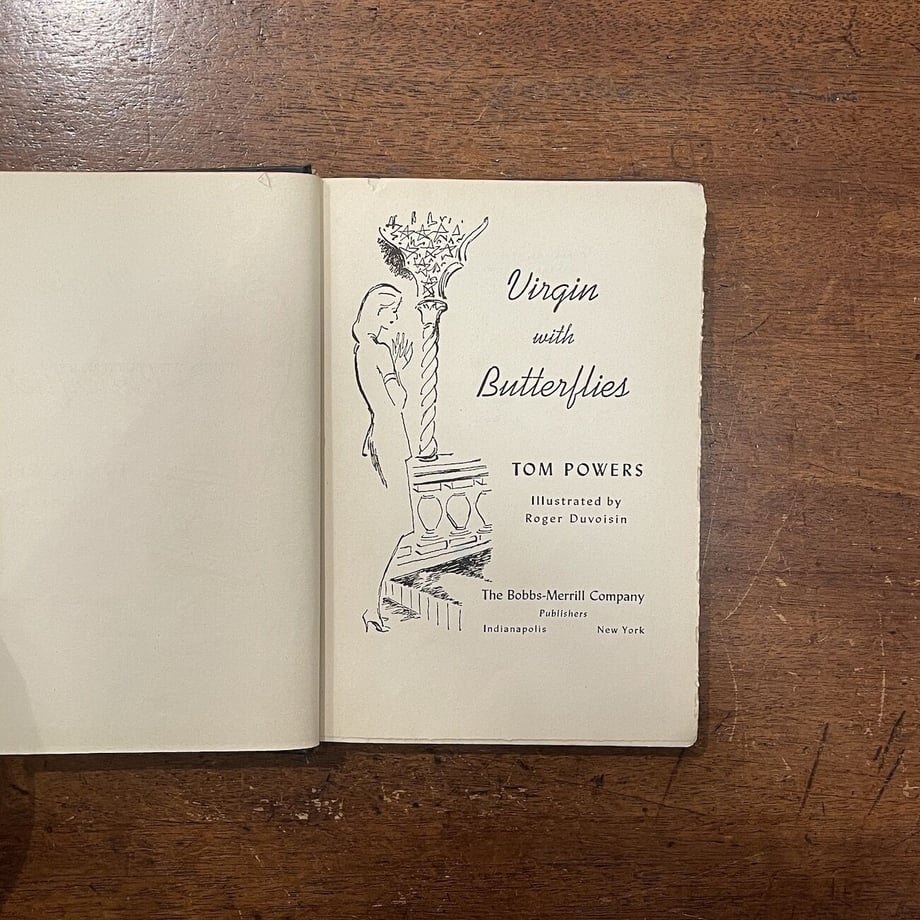 Virgin
with
Butterflies
TOM POWERS
Illustrated by
Roger Duvoisin
The Bobbs-Merrill Company
Publishers
Indianapolis New York